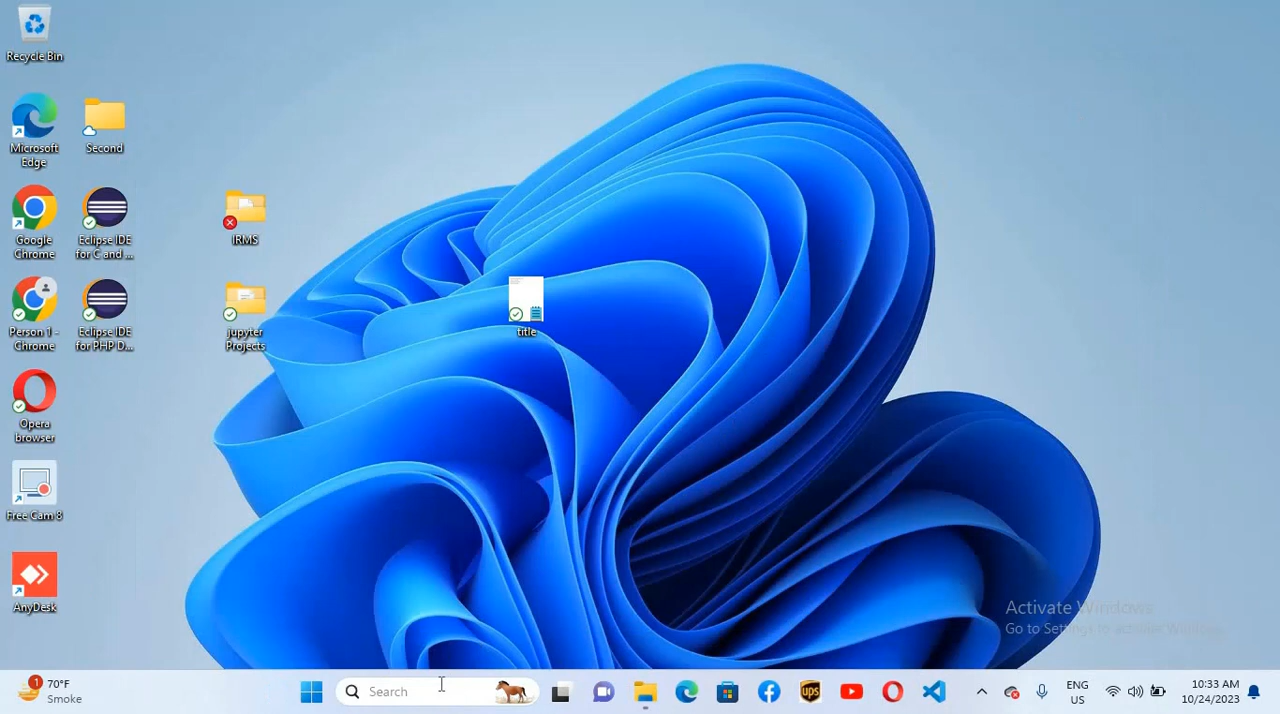 Recycle Bin
Microsoft
Edge
Second
Google
Chrome
Eclipse IDE
for C and ...
IRMS
Person 1 -
Chrome
Eclipse IDE
for PHP D...
jupyter
Projects
title
Opera
browser
Free Cam 8
AnyDesk
Activate Windows
Go to Settings to activate Windows.
1
70°F
Smoke
Search
ups
ENG
US
10:33 AM
10/24/2023